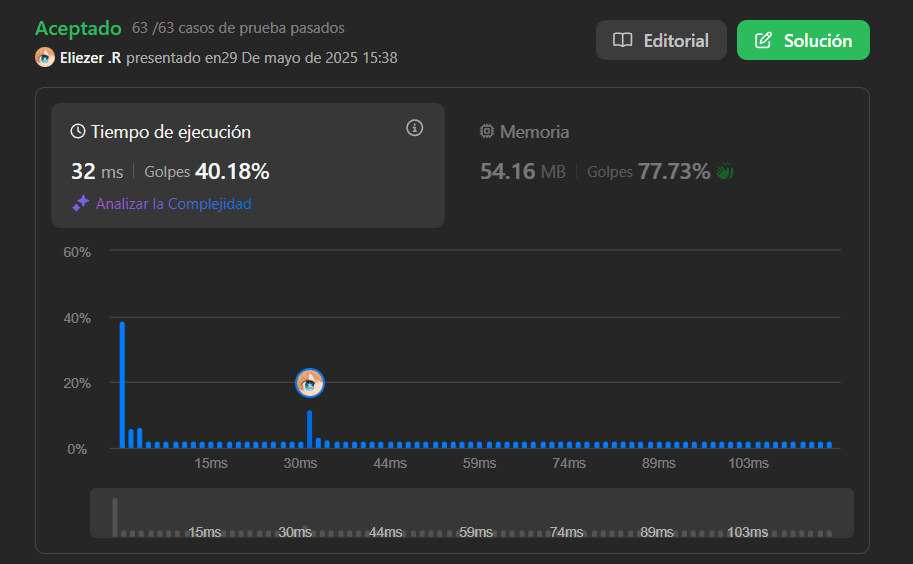 Aceptado 63 /63 casos de prueba pasados
Eliezer .R presentado en29 De mayo de 2025 15:38
Editorial
Solución
Tiempo de ejecución
32 ms | Golpes 40.18%
Analizar la Complejidad
Memoria
54.16 MB | Golpes 77.73%
60%
40%
20%
0%
15ms 30ms 44ms 59ms 74ms 89ms 103ms
15ms 30ms 44ms 59ms 74ms 89ms 103ms